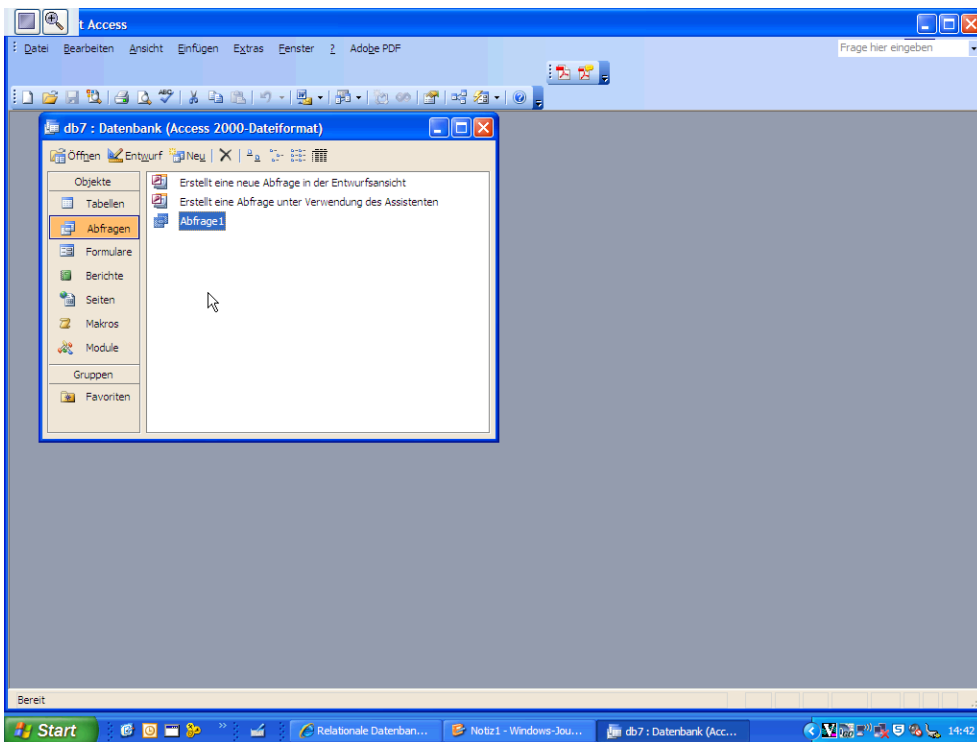 t Access
Datei Bearbeiten Ansicht Einfügen Extras Fenster ? Adobe PDF
Frage hier eingeben
db7 : Datenbank (Access 2000-Dateiformat)
Öffnen Entwurf Neu
Objekte
Tabellen
Abfragen
Formulare
Berichte
Seiten
Makros
Module
Gruppen
Favoriten
Erstellt eine neue Abfrage in der Entwurfsansicht
Erstellt eine Abfrage unter Verwendung des Assistenten
Abfrage1
Bereit
Start
Relationale Datenban...
Notiz1 - Windows-Jou...
db7 : Datenbank (Acc...
14:42